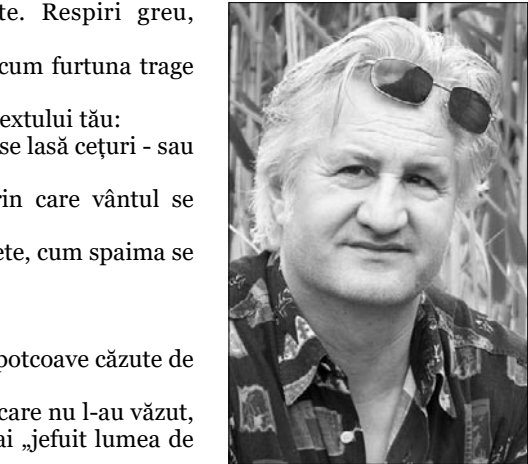 te. Respiri greu,
cum furtuna trage
extului tău:
se lasă cețuri - sau
rin care vântul se
ete, cum spaima se
potcoave căzute de
care nu l-au văzut,
ai „jefuit lumea de